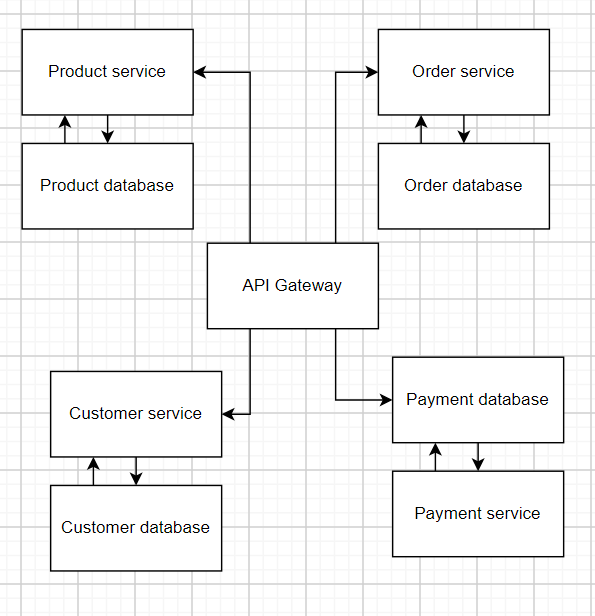 Product service
Order service
Product database
Order database
API Gateway
Payment database
Customer service
Payment service
Customer database